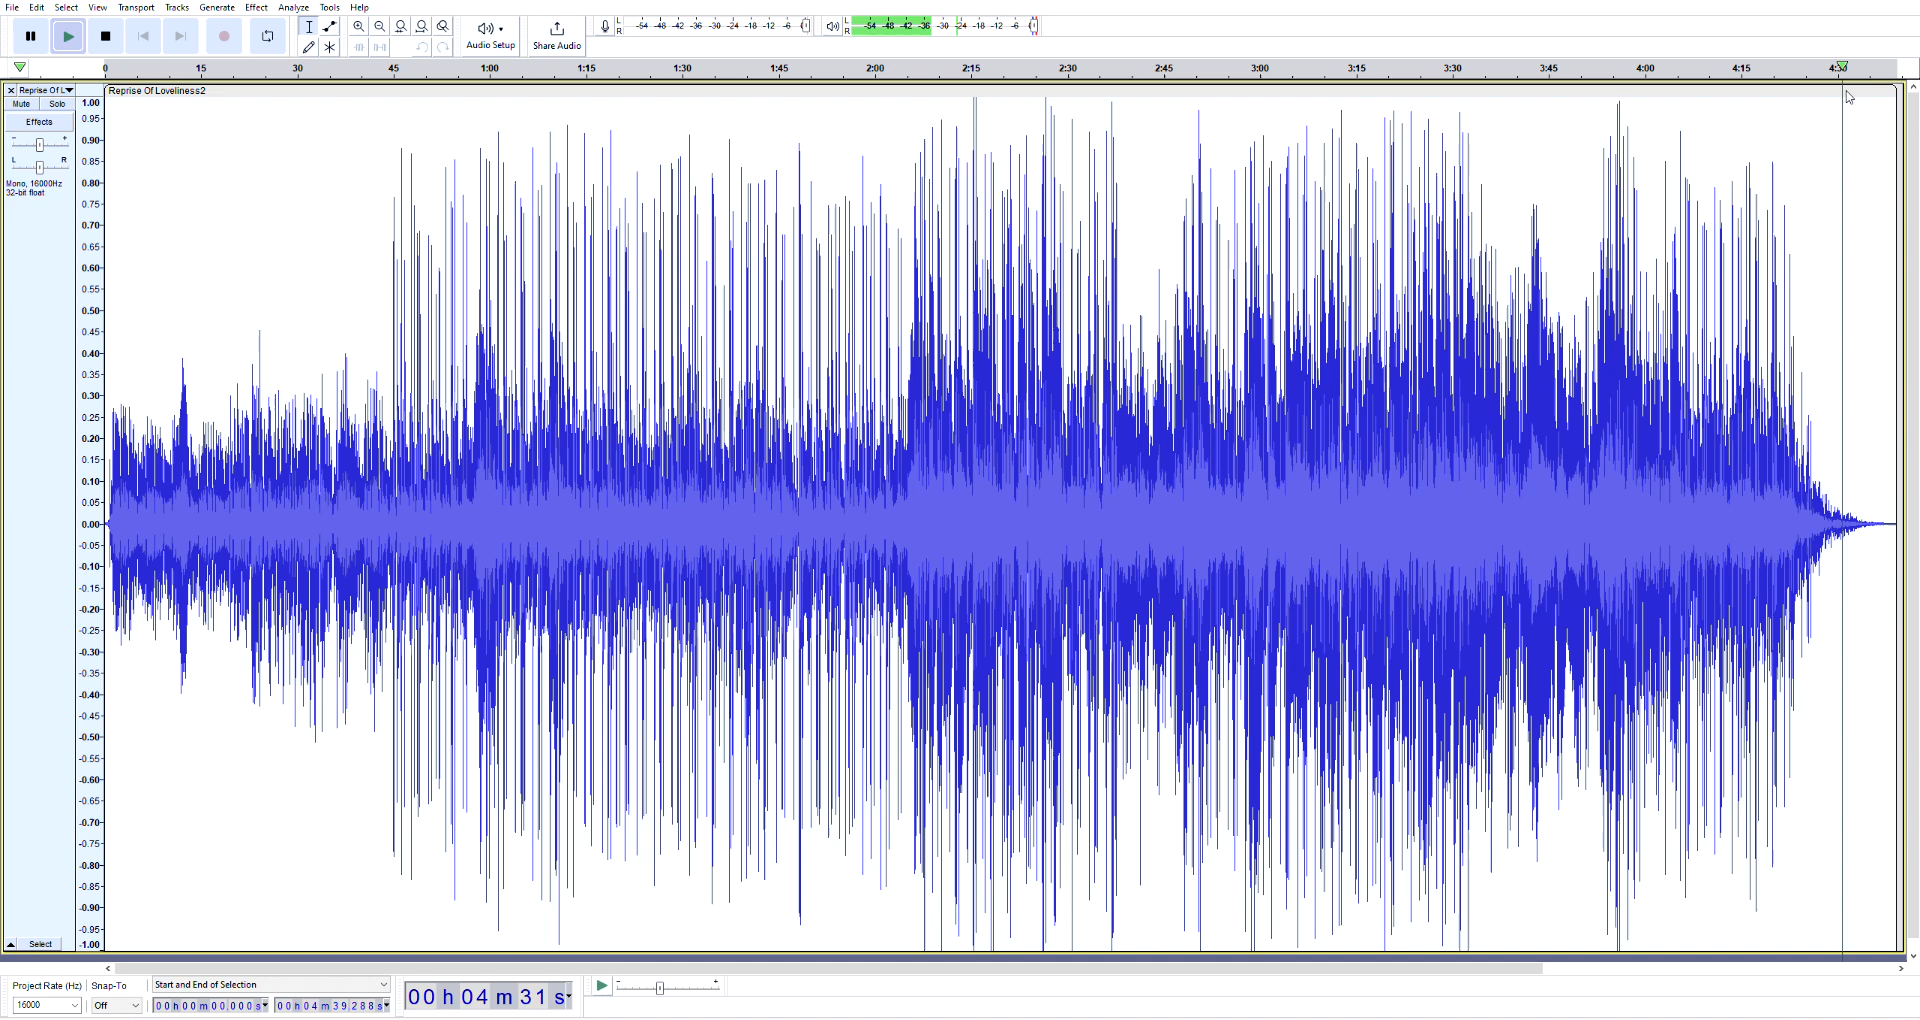 File Edit Select View Transport Tracks Generate Effect Analyze Tools Help
L
R
-54 -48 -42 -36 -30 -24 -18 -12 -6 0
L
R
-54 -48 -42 -36 -30 -24 -18 -12 -6 0
Audio Setup
Share Audio
0 15 30 45 1:00 1:15 1:30 1:45 2:00 2:15 2:30 2:45 3:00 3:15 3:30 3:45 4:00 4:15 4:30
Reprise Of L
Reprise Of Loveliness2
Mute Solo
Effects
- +
L R
Mono, 16000Hz
32-bit float
1.00
0.95
0.90
0.85
0.80
0.75
0.70
0.65
0.60
0.55
0.50
0.45
0.40
0.35
0.30
0.25
0.20
0.15
0.10
0.05
0.00
-0.05
-0.10
-0.15
-0.20
-0.25
-0.30
-0.35
-0.40
-0.45
-0.50
-0.55
-0.60
-0.65
-0.70
-0.75
-0.80
-0.85
-0.90
-0.95
-1.00
Select
Project Rate (Hz) Snap-To
Start and End of Selection
16000
Off
00 h 00 m 00.000 s
00 h 04 m 39.288 s
00 h 04 m 31 s
- +